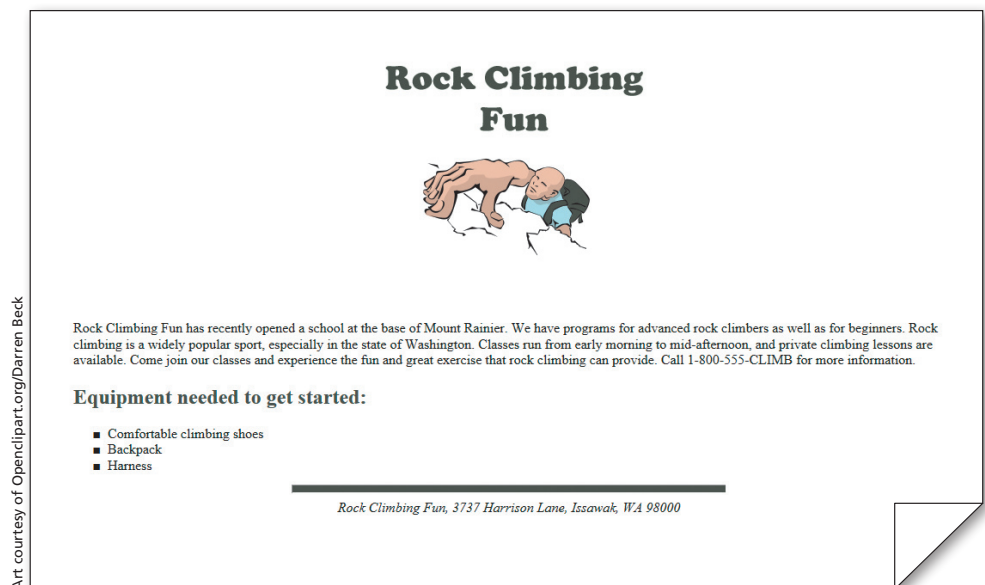 Rock Climbing
Fun
Rock Climbing Fun has recently opened a school at the base of Mount Rainier. We have programs for advanced rock climbers as well as for beginners. Rock
climbing is a widely popular sport, especially in the state of Washington. Classes run from early morning to mid-afternoon, and private climbing lessons are
available. Come join our classes and experience the fun and great exercise that rock climbing can provide. Call 1-800-555-CLIMB for more information.
Equipment needed to get started:
■ Comfortable climbing shoes
■ Backpack
■ Harness
Rock Climbing Fun, 3737 Harrison Lane, Issawak, WA 98000
Art courtesy of Openclipart.org/Darren Beck